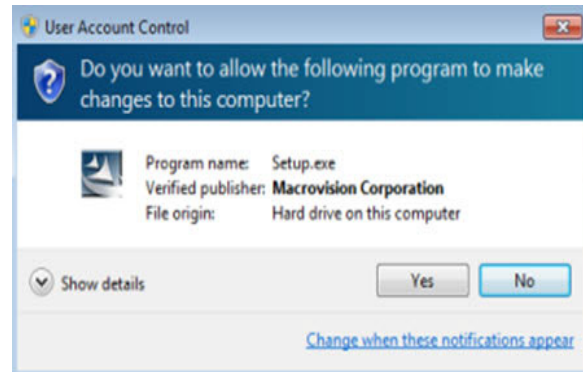 User Account Control
Do you want to allow the following program to make
changes to this computer?
Program name: Setup.exe
Verified publisher: Macrovision Corporation
File origin: Hard drive on this computer
Show details
Yes
No
Change when these notifications appear